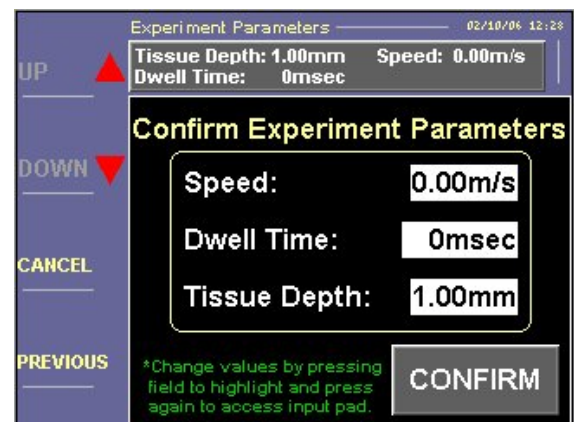 Experiment Parameters
02/10/06 12:28
Tissue Depth: 1.00mm Speed: 0.00m/s
Dwell Time: 0msec
UP
DOWN
CANCEL
PREVIOUS
Confirm Experiment Parameters
Speed: 0.00m/s
Dwell Time: 0msec
Tissue Depth: 1.00mm
*Change values by pressing
field to highlight and press
again to access input pad.
CONFIRM